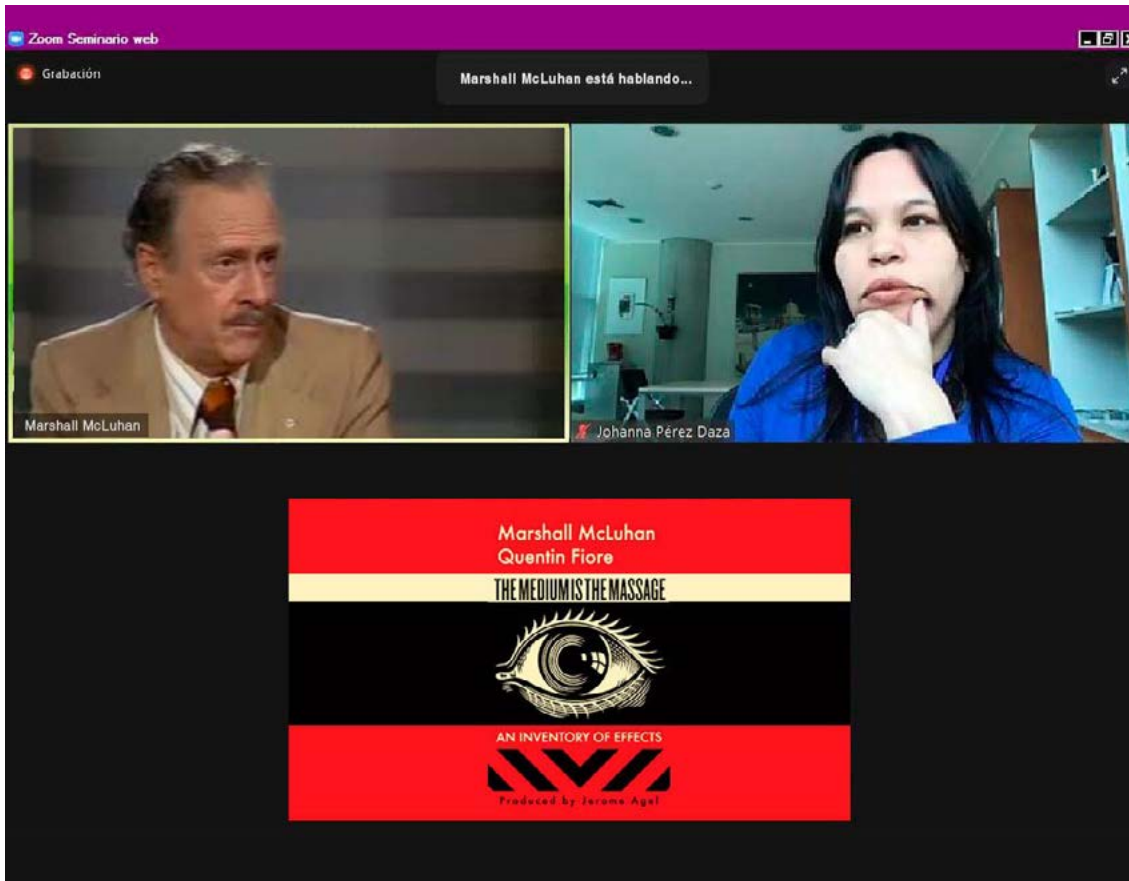 Zoom Seminario web
Grabación
Marshall McLuhan está hablando...
Marshall McLuhan
Johanna Pérez Daza
Marshall McLuhan
Quentin Fiore
THE MEDIUM IS THE MASSAGE
AN INVENTORY OF EFFECTS
Produced by Jerome Agel